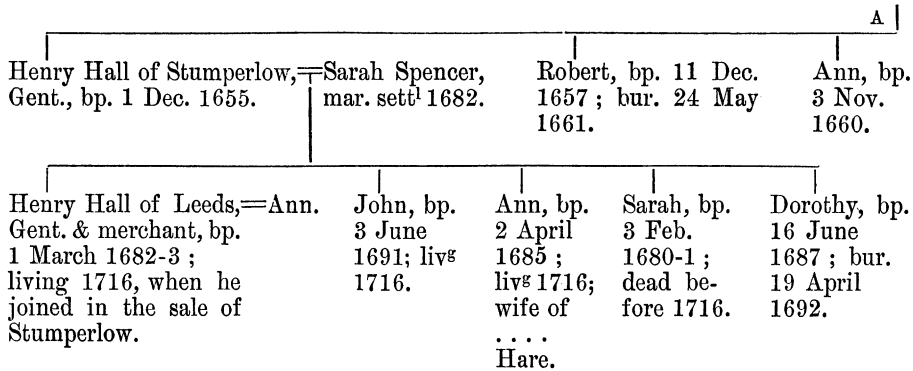 A
Henry Hall of Stumperlow,=Sarah Spencer,
Gent., bp. 1 Dec. 1655. mar. settˡ 1682.
Robert, bp. 11 Dec.
1657 ; bur. 24 May
1661.
Ann, bp.
3 Nov.
1660.
Henry Hall of Leeds,=Ann.
Gent. & merchant, bp.
1 March 1682-3 ;
living 1716, when he
joined in the sale of
Stumperlow.
John, bp.
3 June
1691; livᵍ
1716.
Ann, bp.
2 April
1685 ;
livᵍ 1716;
wife of
. . . .
Hare.
Sarah, bp.
3 Feb.
1680-1 ;
dead be-
fore 1716.
Dorothy, bp.
16 June
1687 ; bur.
19 April
1692.